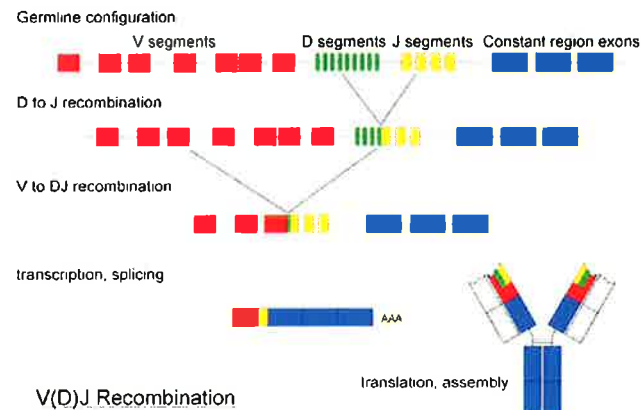 Germline configuration
V segments
D segments
J segments
Constant region exons
D to J recombination
V to DJ recombination
transcription, splicing
AAA
translation, assembly
V(D)J Recombination